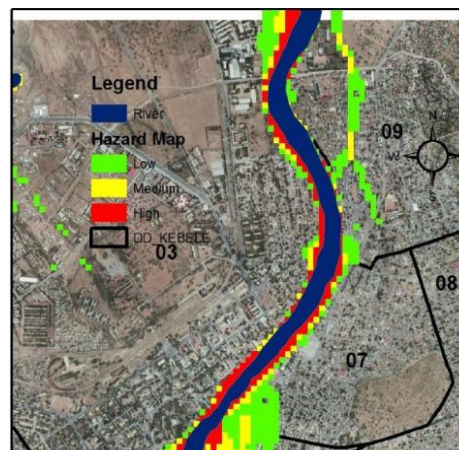 Legend
River
Hazard Map
Low
Medium
High
DD_KEBELE
03
09
N
W
S
08
07